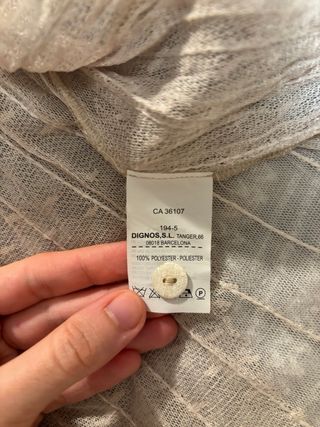 CA 36107
194-5
DIGNOS,S.L. TANGER,66
08018 BARCELONA
100% POLYESTER - POLIESTER
P